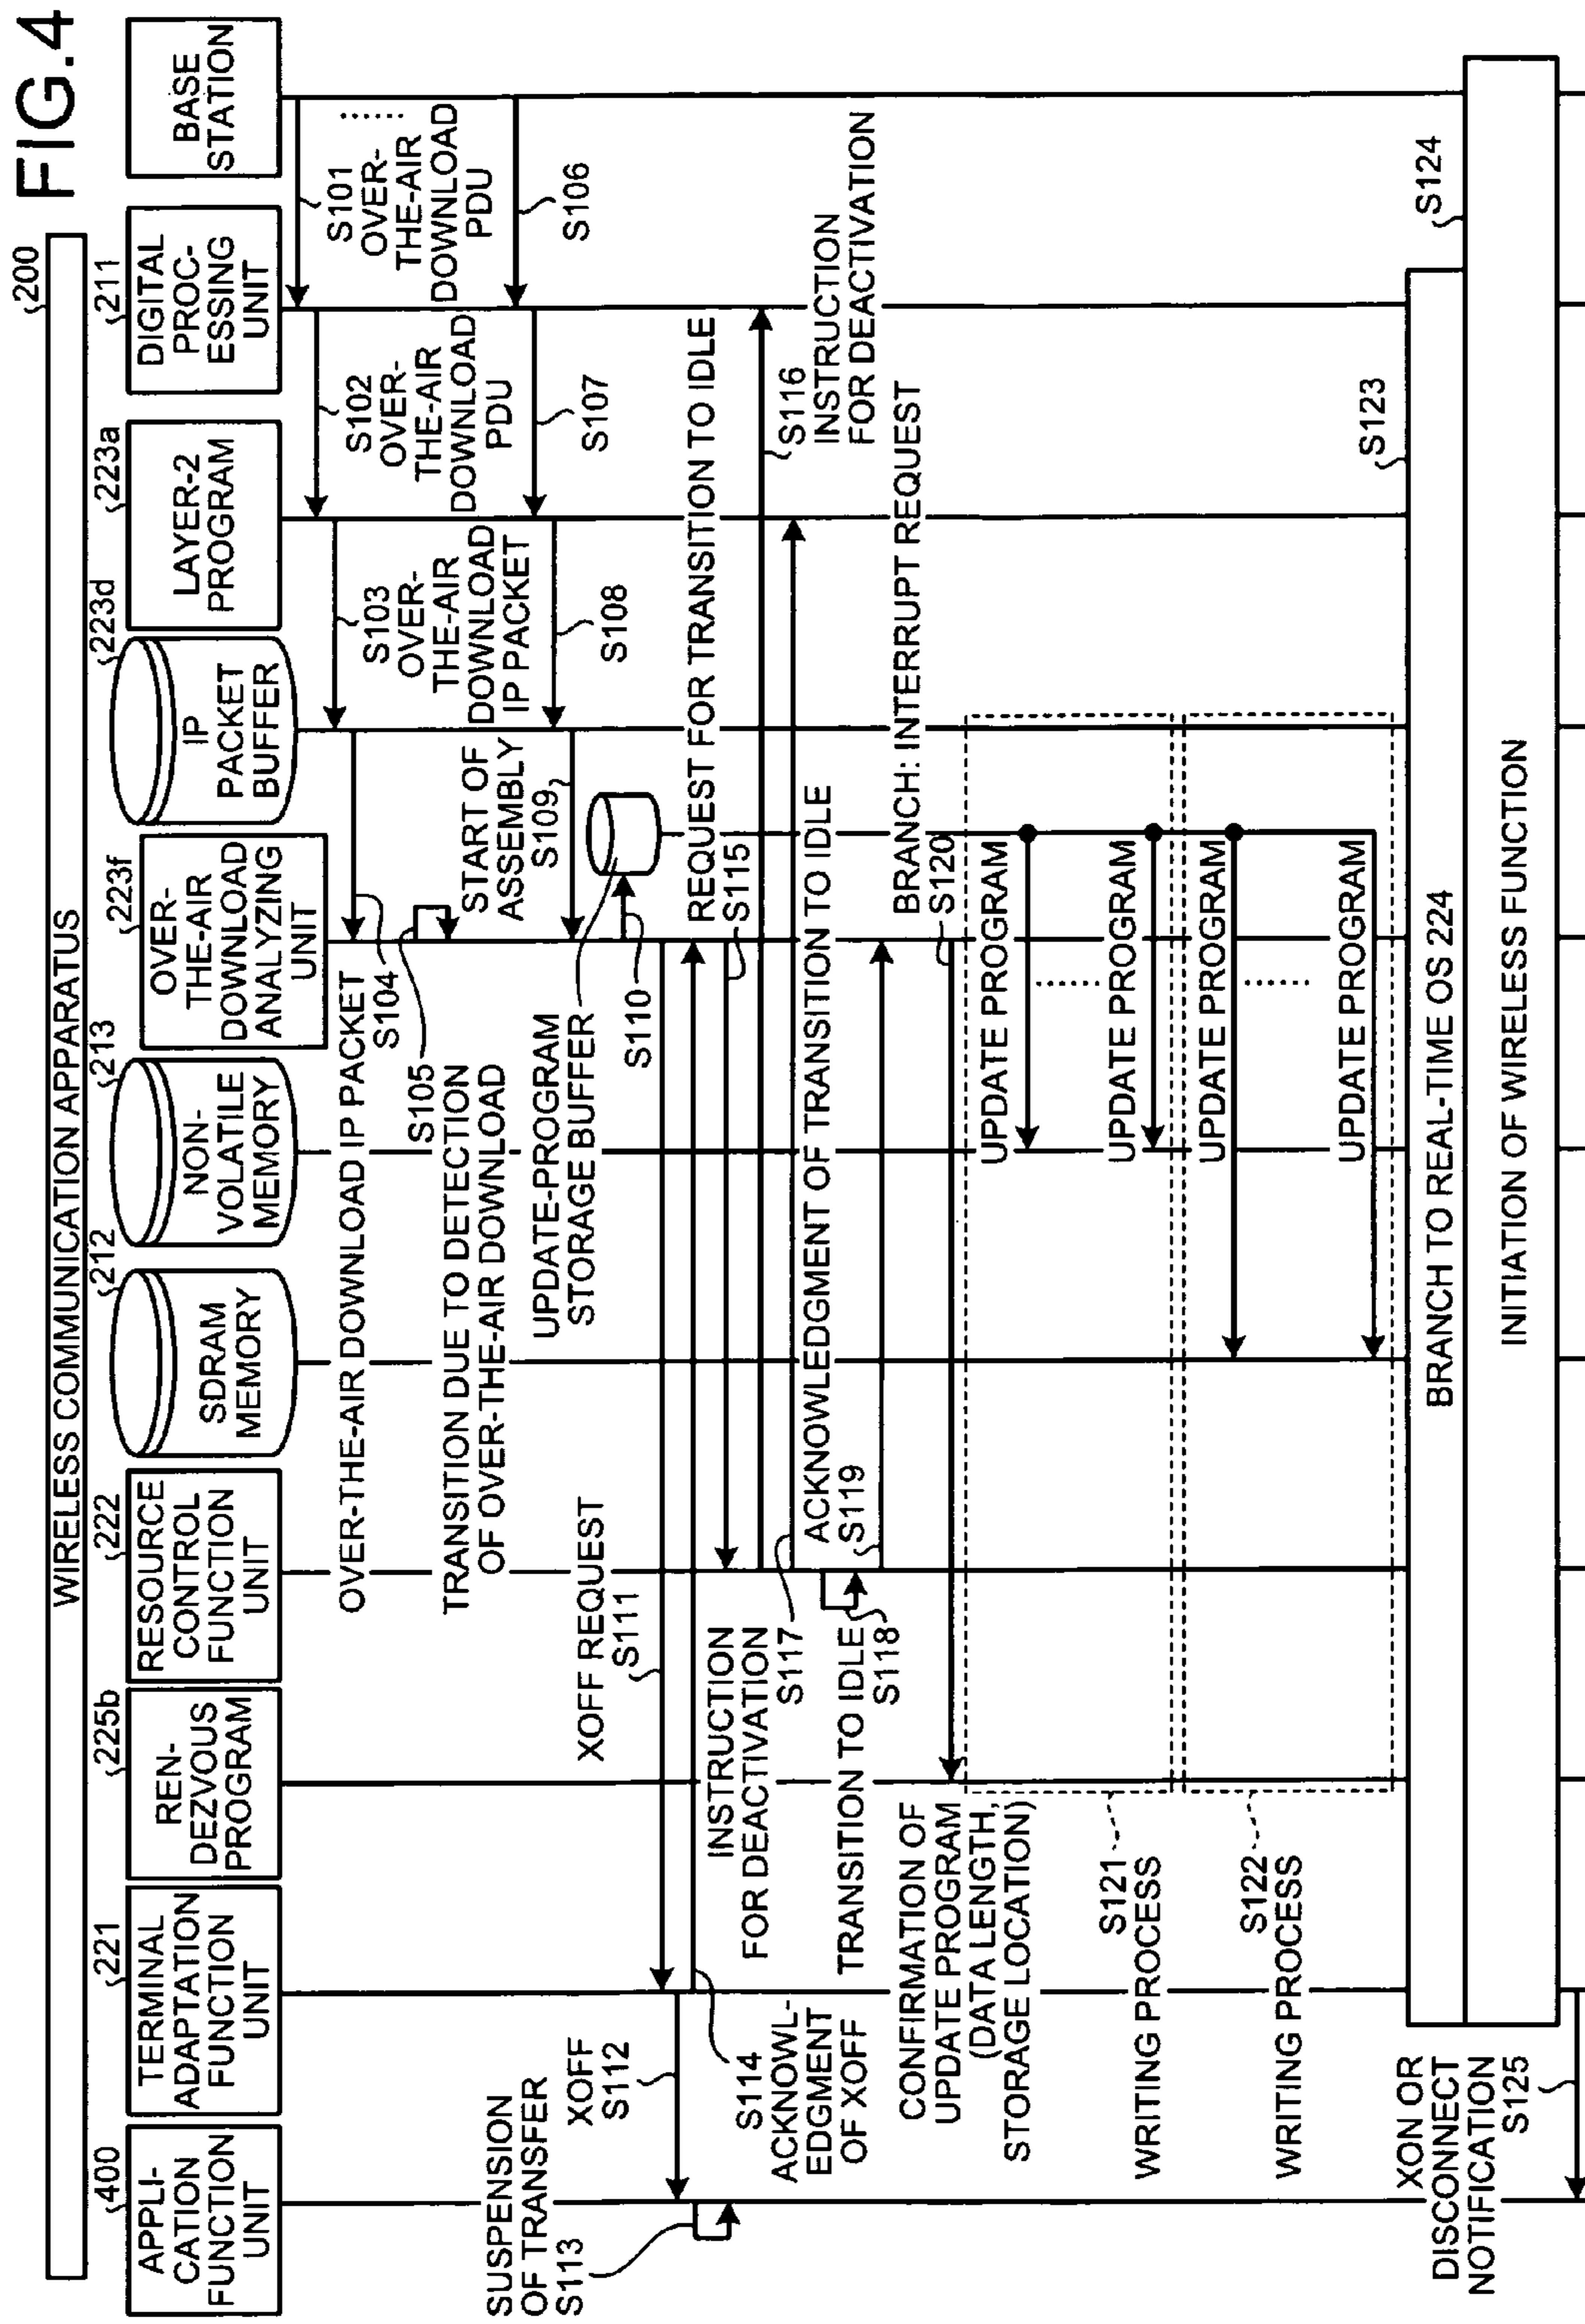 FIG.4
200
WIRELESS COMMUNICATION APPARATUS
400
APPLI-
CATION
FUNCTION
UNIT
221
TERMINAL
ADAPTATION
FUNCTION
UNIT
225b
REN-
DEZVOUS
PROGRAM
222
RESOURCE
CONTROL
FUNCTION
UNIT
212
SDRAM
MEMORY
213
NON-
VOLATILE
MEMORY
223f
OVER-
THE-AIR
DOWNLOAD
ANALYZING
UNIT
223d
IP
PACKET
BUFFER
223a
LAYER-2
PROGRAM
211
DIGITAL
PROC-
ESSING
UNIT
BASE
STATION
S101
OVER-
THE-AIR
DOWNLOAD
PDU
S102
OVER-
THE-AIR
DOWNLOAD
PDU
S103
OVER-
THE-AIR
DOWNLOAD
IP PACKET
OVER-THE-AIR DOWNLOAD IP PACKET
S104
S105
TRANSITION DUE TO DETECTION
OF OVER-THE-AIR DOWNLOAD
START OF
ASSEMBLY
S106
S107
S108
S109
UPDATE-PROGRAM
STORAGE BUFFER
S110
XOFF REQUEST
S111
XOFF
S112
SUSPENSION
OF TRANSFER
S113
S114
ACKNOWL-
EDGMENT
OF XOFF
REQUEST FOR TRANSITION TO IDLE
S115
S116
INSTRUCTION
FOR DEACTIVATION
INSTRUCTION
FOR DEACTIVATION
S117
TRANSITION TO IDLE
S118
ACKNOWLEDGMENT OF TRANSITION TO IDLE
S119
BRANCH: INTERRUPT REQUEST
S120
CONFIRMATION OF
UPDATE PROGRAM
(DATA LENGTH,
STORAGE LOCATION)
UPDATE PROGRAM
UPDATE PROGRAM
S121
WRITING PROCESS
UPDATE PROGRAM
UPDATE PROGRAM
S122
WRITING PROCESS
S123
BRANCH TO REAL-TIME OS 224
S124
INITIATION OF WIRELESS FUNCTION
XON OR
DISCONNECT
NOTIFICATION
S125